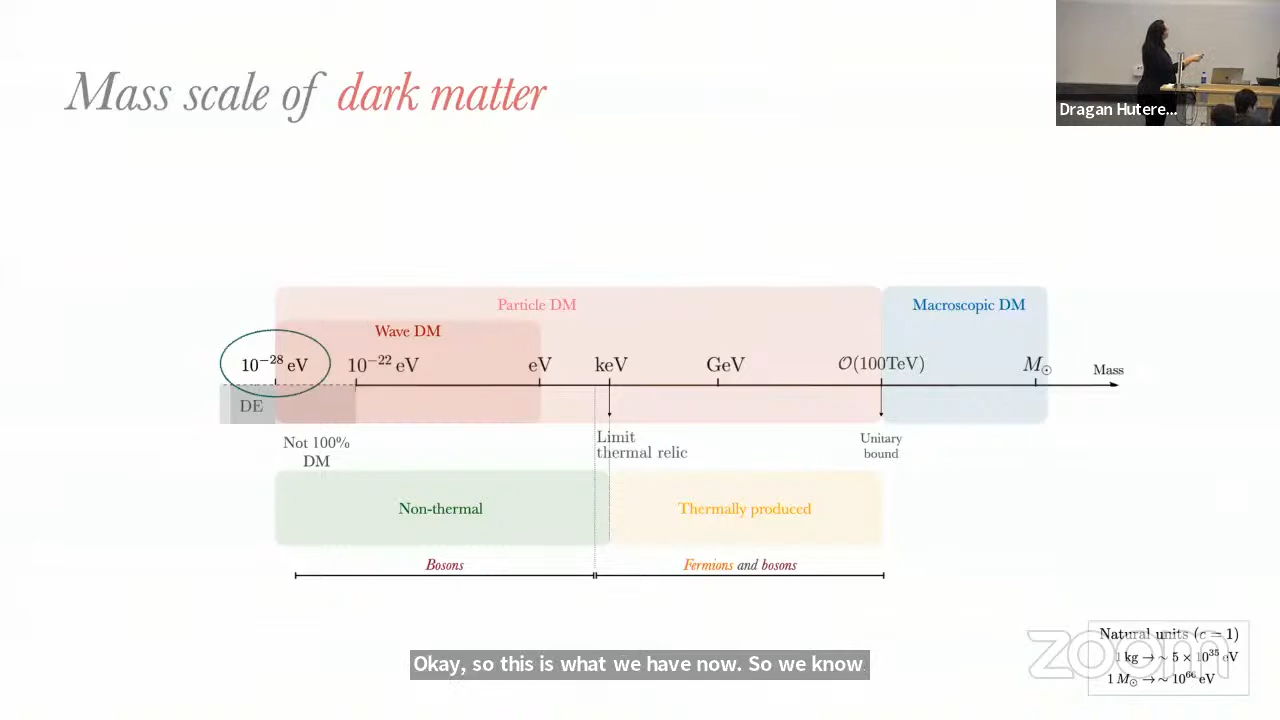 Mass scale of dark matter
Dragan Hutere...
Particle DM
Macroscopic DM
Wave DM
10⁻²⁸ eV
10⁻²² eV
eV
keV
GeV
𝒪(100TeV)
M☉
Mass
DE
Not 100%
DM
Limit
thermal relic
Unitary
bound
Non-thermal
Thermally produced
Bosons
Fermions and bosons
Natural units (c = 1)
1 kg → ~ 5 × 10³⁵ eV
1 M☉ → ~ 10⁶⁶ eV
zoom
Okay, so this is what we have now. So we know